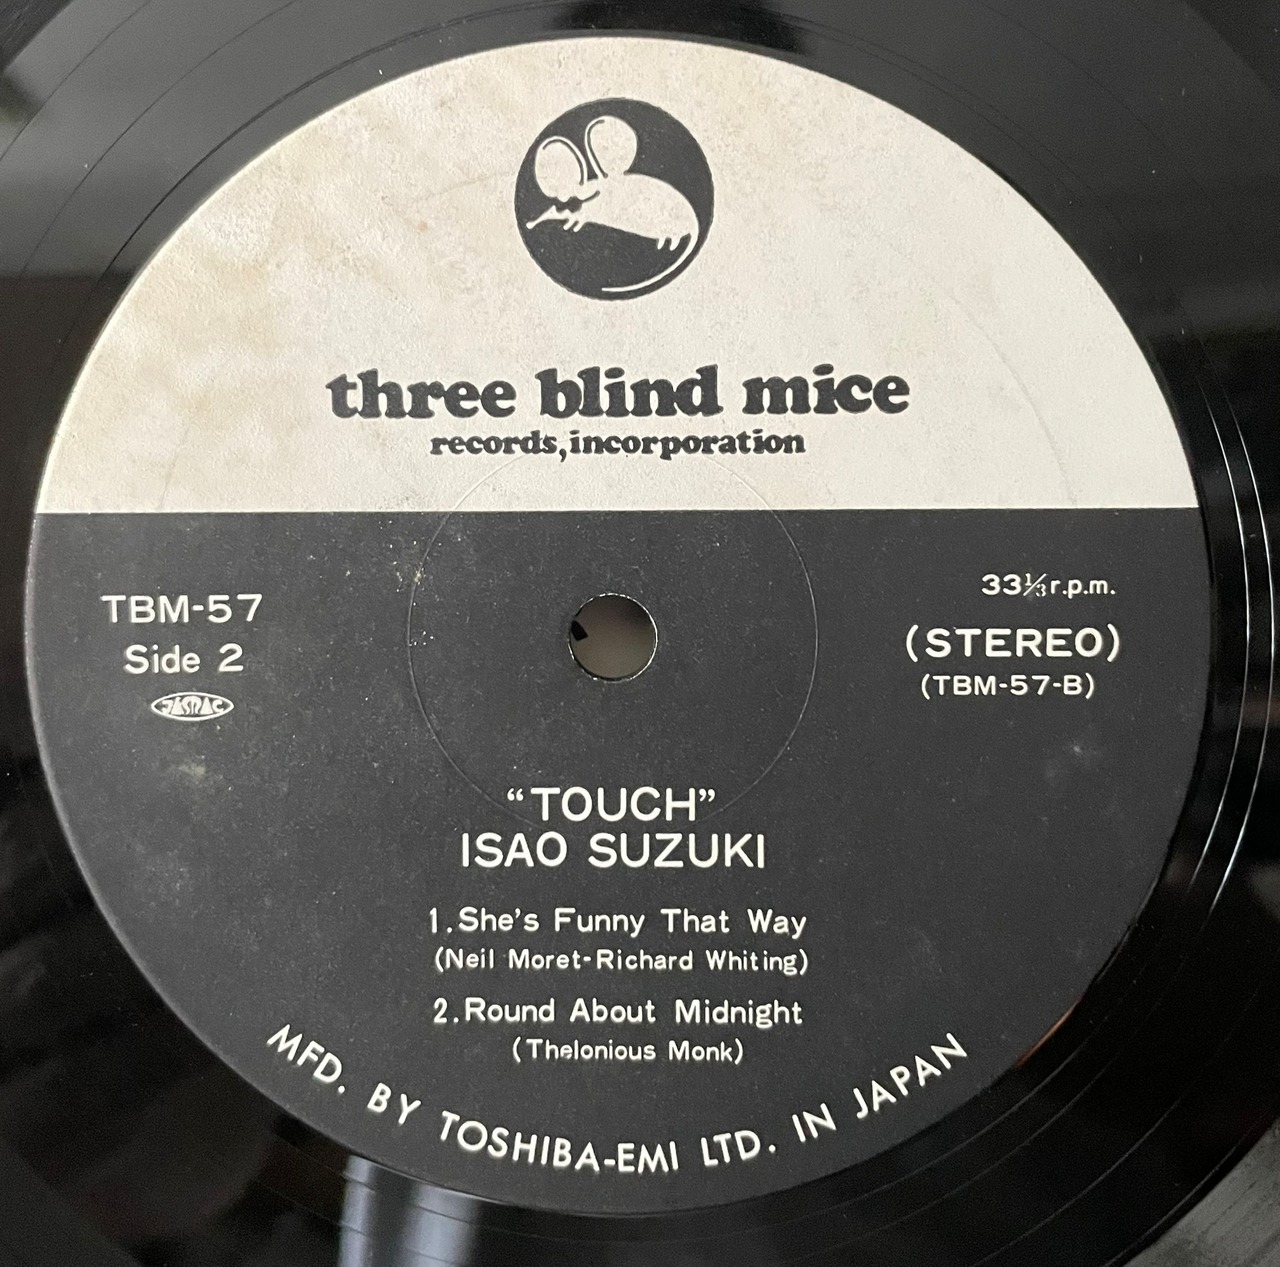 three blind mice
records,incorporation
TBM-57
Side 2
JASRAC
33⅓r.p.m.
(STEREO)
(TBM-57-B)
“TOUCH”
ISAO SUZUKI
1.She's Funny That Way
(Neil Moret-Richard Whiting)
2.Round About Midnight
(Thelonious Monk)
MFD. BY TOSHIBA-EMI LTD. IN JAPAN